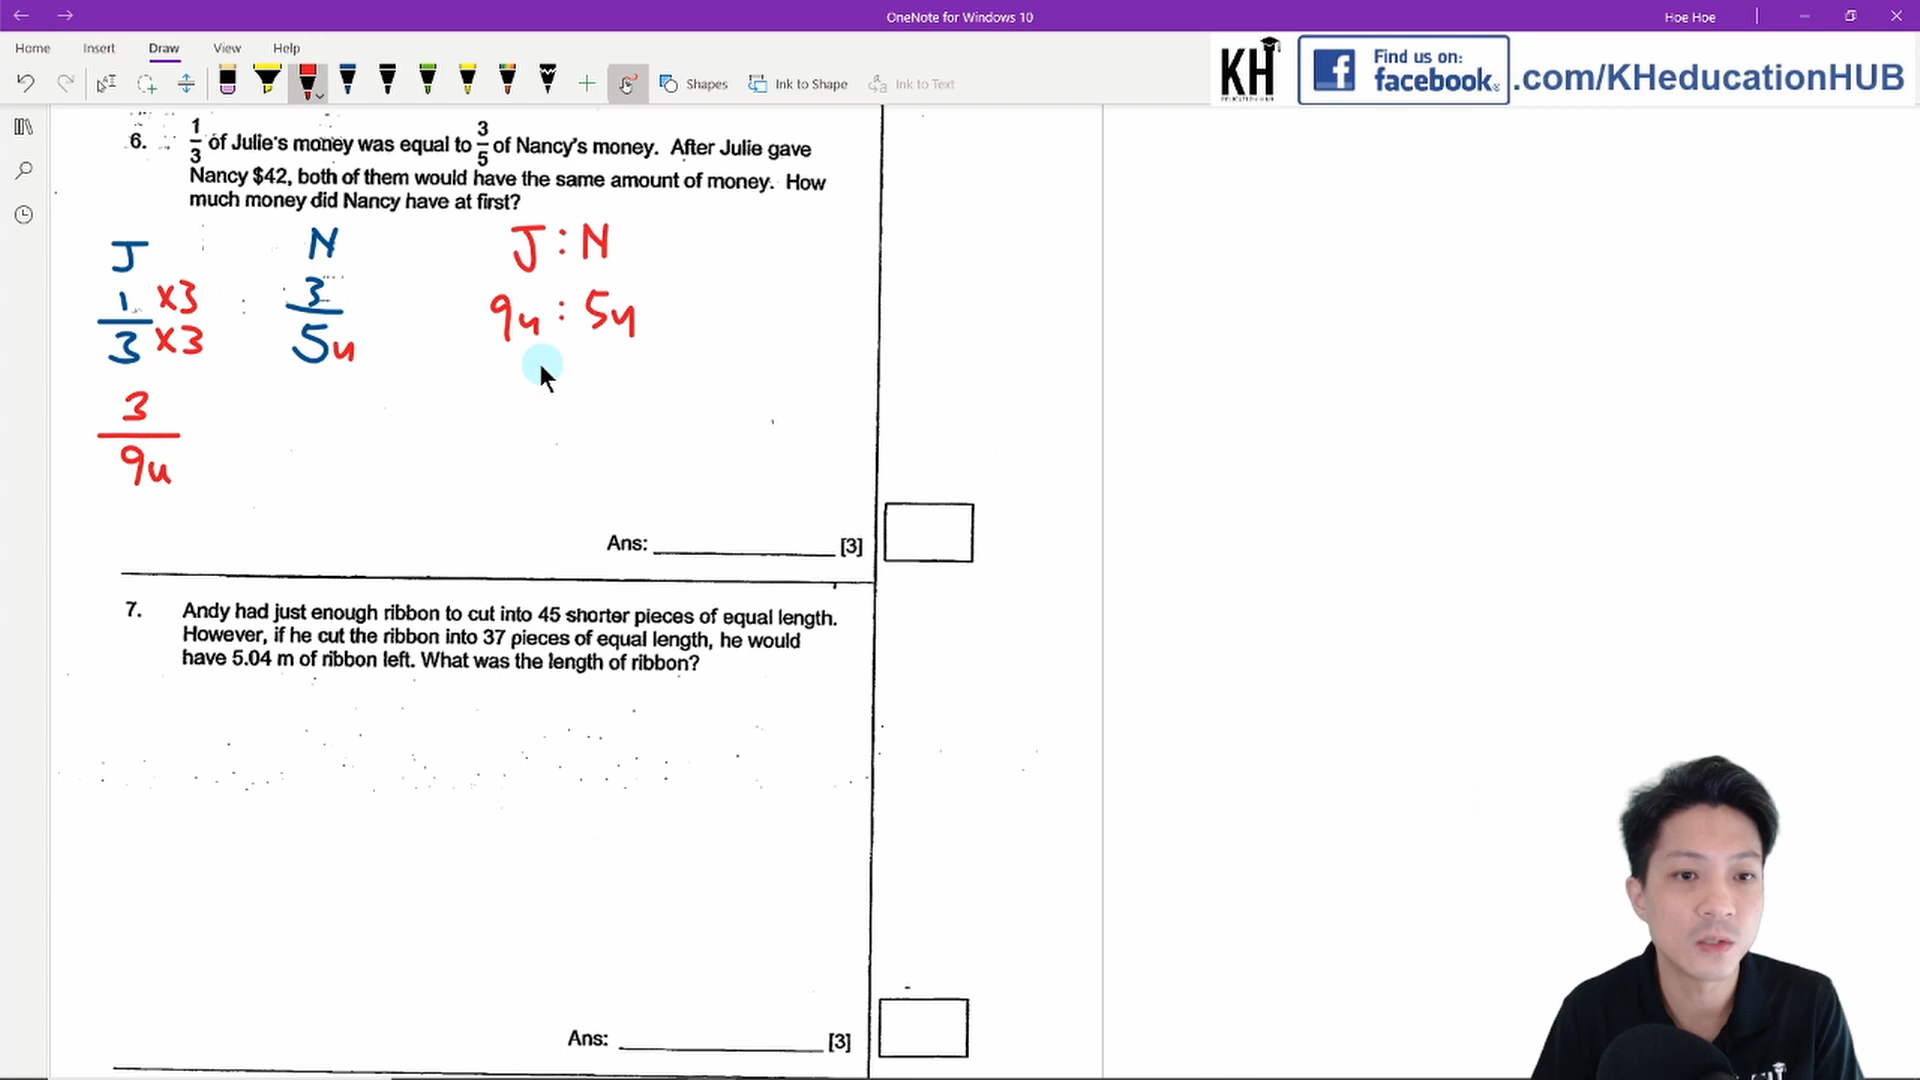 OneNote for Windows 10
Hoe Hoe
Home Insert Draw View Help
Shapes Ink to Shape Ink to Text
KH
Find us on:
facebook .com/KHeducationHUB
6. 1/3 of Julie's money was equal to 3/5 of Nancy's money. After Julie gave
Nancy $42, both of them would have the same amount of money. How
much money did Nancy have at first?
J N J : N
1/3 ×3 ×3 : 3/5u 9u : 5u
3/9u
Ans: ____________ [3]
7. Andy had just enough ribbon to cut into 45 shorter pieces of equal length.
However, if he cut the ribbon into 37 pieces of equal length, he would
have 5.04 m of ribbon left. What was the length of ribbon?
Ans: ____________ [3]